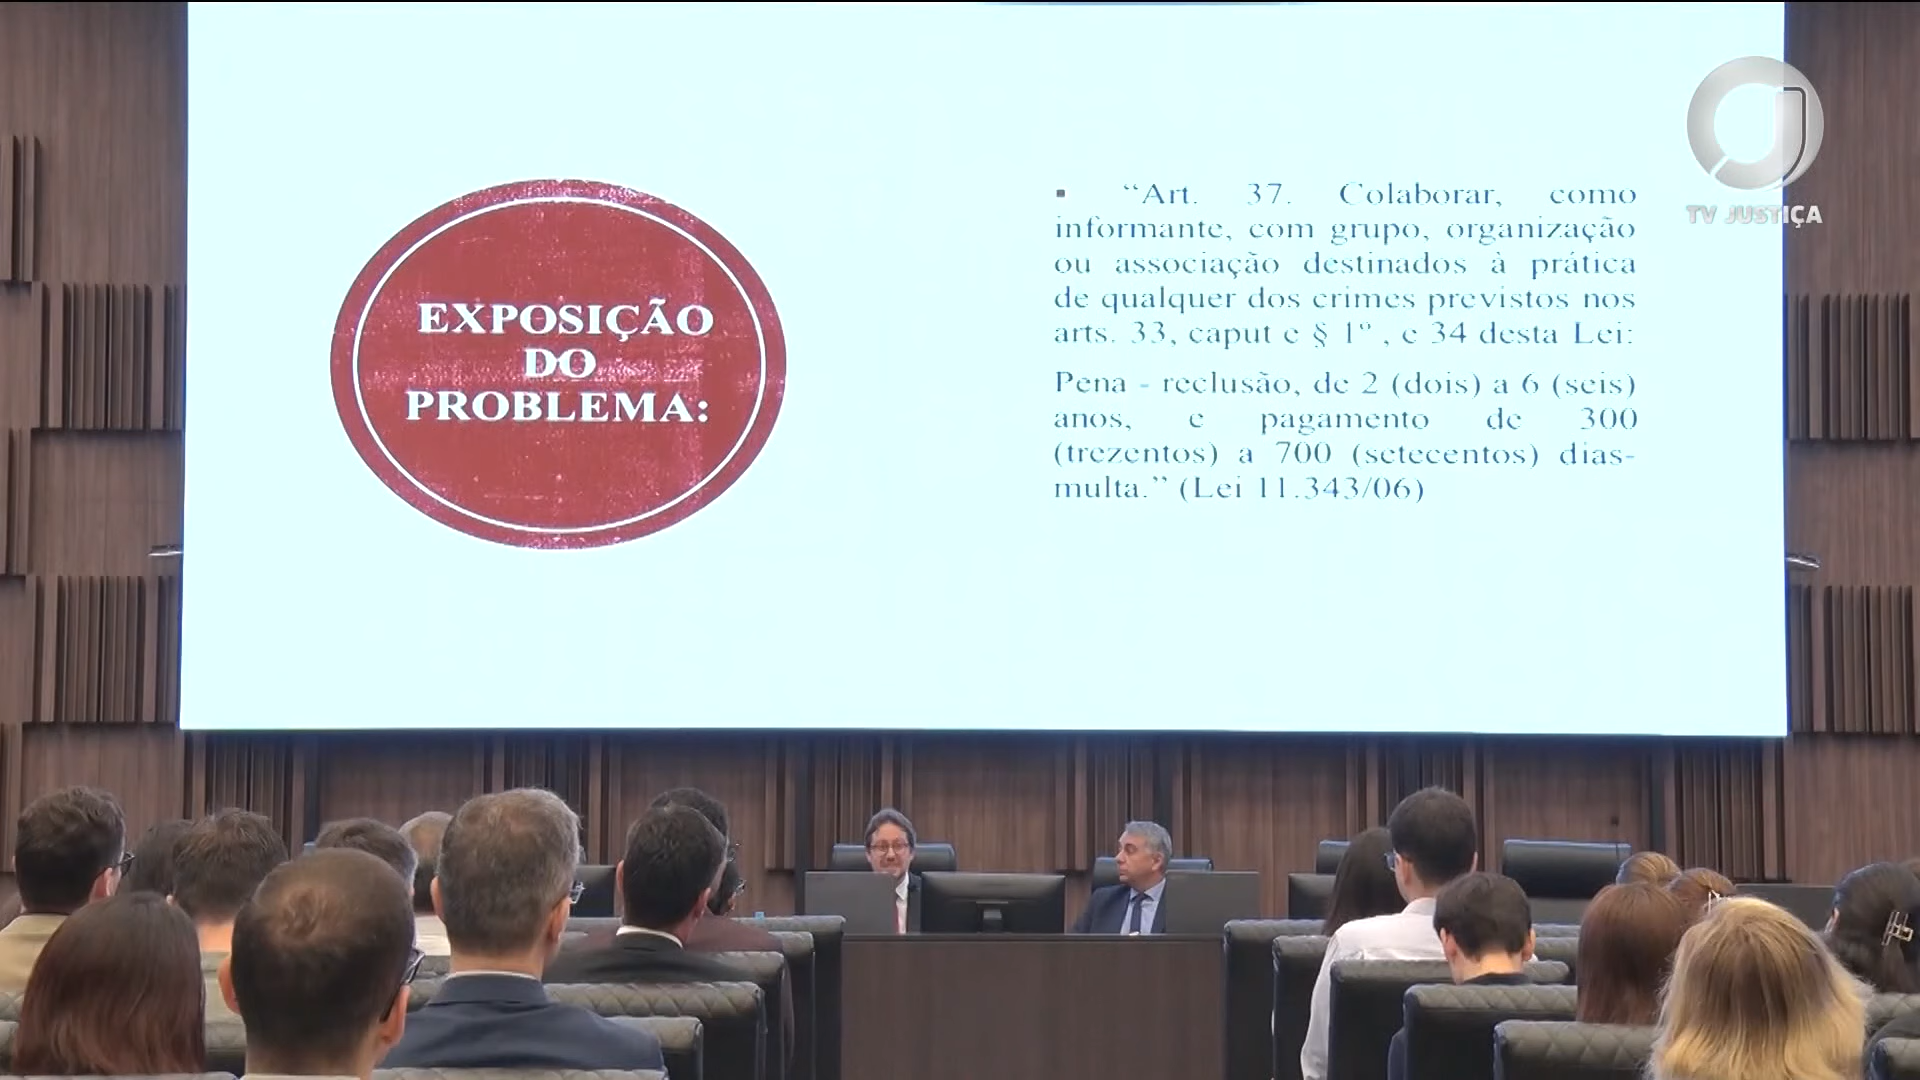 EXPOSIÇÃO
DO
PROBLEMA:
▪ “Art. 37. Colaborar, como
informante, com grupo, organização
ou associação destinados à prática
de qualquer dos crimes previstos nos
arts. 33, caput e § 1º , e 34 desta Lei:
Pena - reclusão, de 2 (dois) a 6 (seis)
anos, e pagamento de 300
(trezentos) a 700 (setecentos) dias-
multa.” (Lei 11.343/06)
TV JUSTIÇA